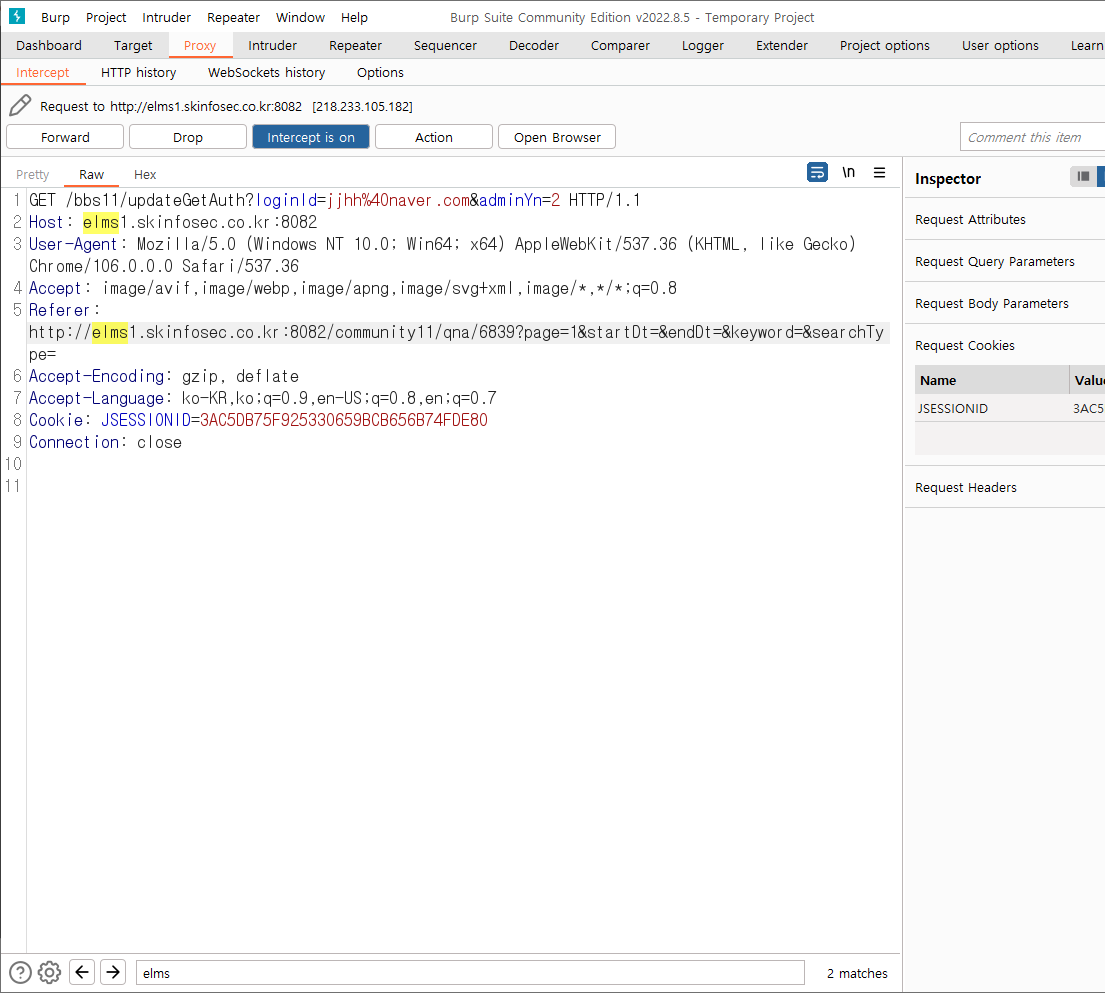 Burp Project Intruder Repeater Window Help Burp Suite Community Edition v2022.8.5 - Temporary Project
Dashboard Target Proxy Intruder Repeater Sequencer Decoder Comparer Logger Extender Project options User options Learn
Intercept HTTP history WebSockets history Options
Request to http://elms1.skinfosec.co.kr:8082 [218.233.105.182]
Forward Drop Intercept is on Action Open Browser Comment this item
Pretty Raw Hex \n
Inspector
1 GET /bbs11/updateGetAuth?loginId=jjhh%40naver.com&adminYn=2 HTTP/1.1
2 Host: elms1.skinfosec.co.kr:8082
3 User-Agent: Mozilla/5.0 (Windows NT 10.0; Win64; x64) AppleWebKit/537.36 (KHTML, like Gecko)
Chrome/106.0.0.0 Safari/537.36
4 Accept: image/avif,image/webp,image/apng,image/svg+xml,image/*,*/*;q=0.8
5 Referer:
http://elms1.skinfosec.co.kr:8082/community11/qna/6839?page=1&startDt=&endDt=&keyword=&searchTy
pe=
6 Accept-Encoding: gzip, deflate
7 Accept-Language: ko-KR,ko;q=0.9,en-US;q=0.8,en;q=0.7
8 Cookie: JSESSIONID=3AC5DB75F925330659BCB656B74FDE80
9 Connection: close
10
11
Request Attributes
Request Query Parameters
Request Body Parameters
Request Cookies
Name Value
JSESSIONID 3AC5
Request Headers
elms 2 matches